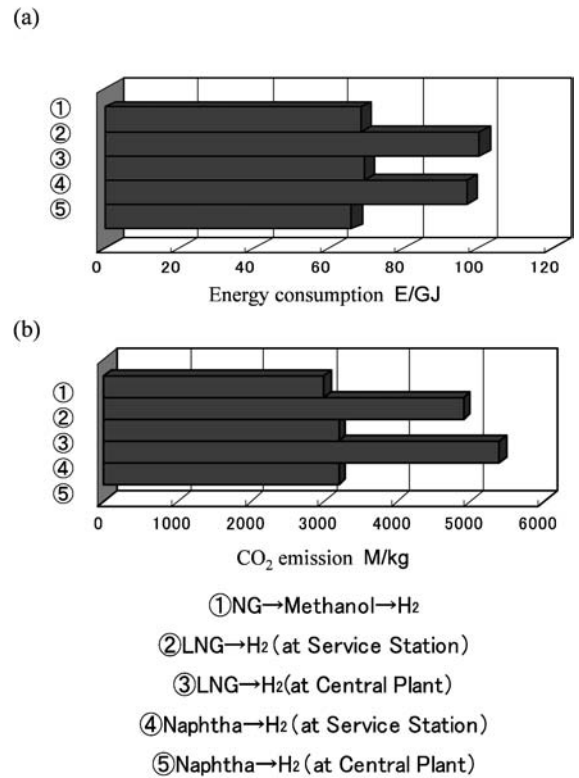 (a)
①
②
③
④
⑤
0 20 40 60 80 100 120
Energy consumption E/GJ
(b)
①
②
③
④
⑤
0 1000 2000 3000 4000 5000 6000
CO₂ emission M/kg
①NG→Methanol→H₂
②LNG→H₂(at Service Station)
③LNG→H₂(at Central Plant)
④Naphtha→H₂(at Service Station)
⑤Naphtha→H₂(at Central Plant)